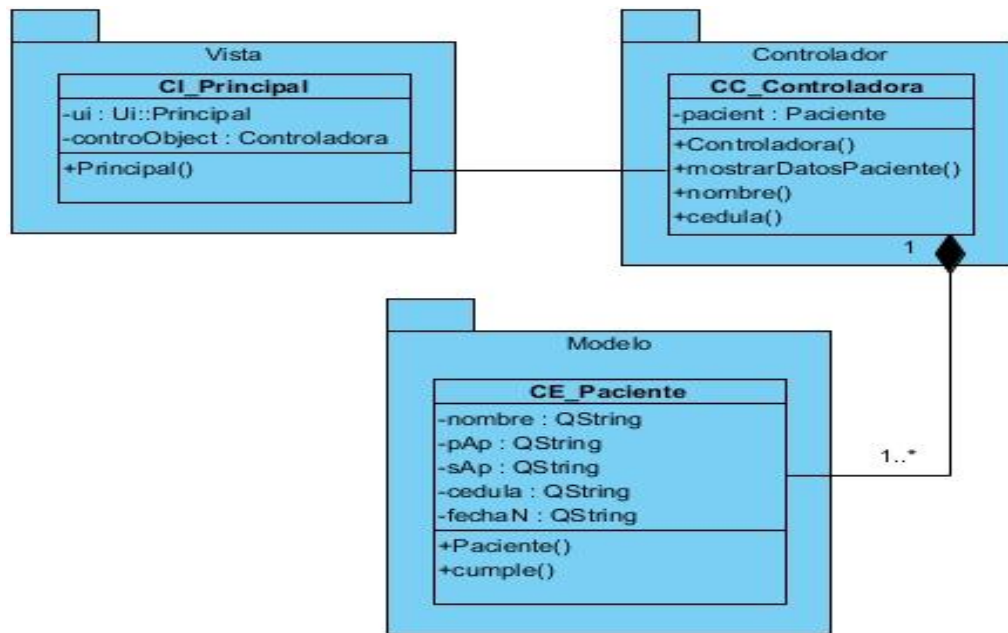 Vista
CI_Principal
-ui : Ui::Principal
-controObject : Controladora
+Principal()
Controlador
CC_Controladora
-pacient : Paciente
+Controladora()
+mostrarDatosPaciente()
+nombre()
+cedula()
1
1..*
Modelo
CE_Paciente
-nombre : QString
-pAp : QString
-sAp : QString
-cedula : QString
-fechaN : QString
+Paciente()
+cumple()